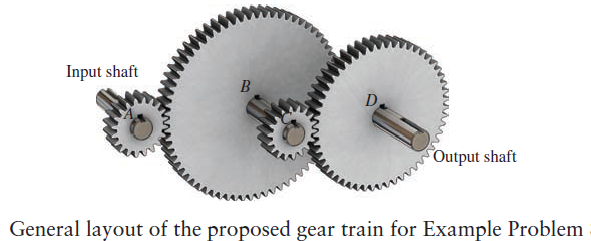 Input shaft
B
A
C
D
Output shaft
General layout of the proposed gear train for Example Problem